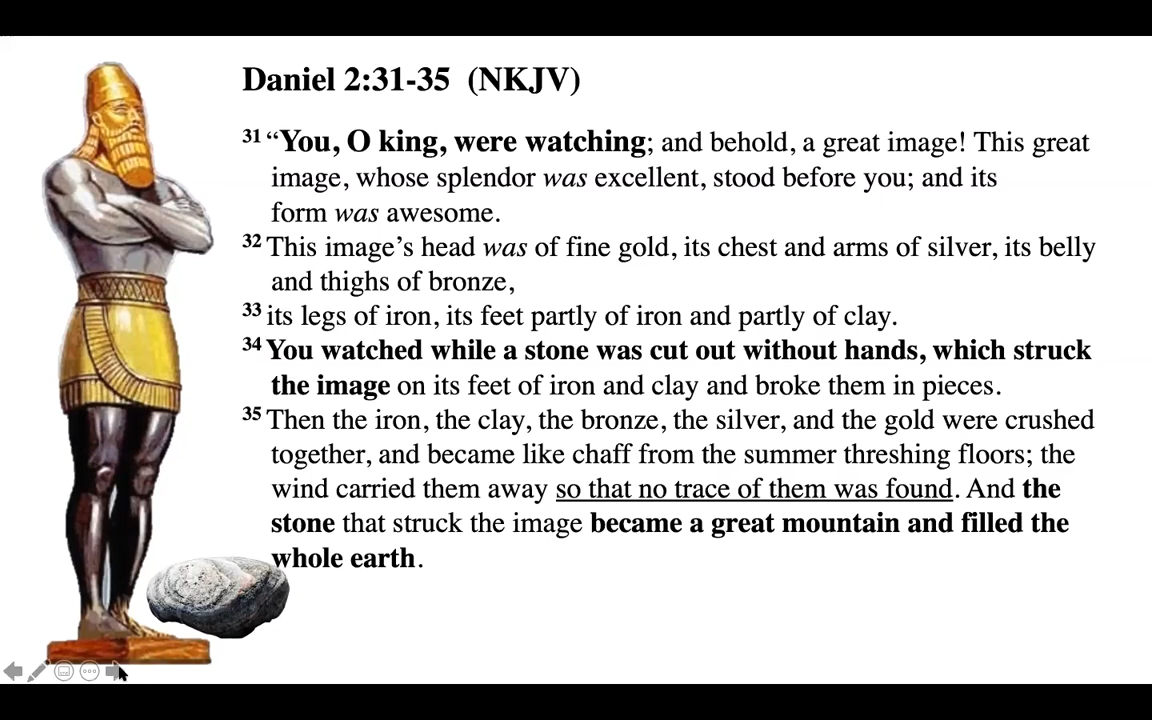 Daniel 2:31-35 (NKJV)
31 “You, O king, were watching; and behold, a great image! This great
image, whose splendor was excellent, stood before you; and its
form was awesome.
32 This image’s head was of fine gold, its chest and arms of silver, its belly
and thighs of bronze,
33 its legs of iron, its feet partly of iron and partly of clay.
34 You watched while a stone was cut out without hands, which struck
the image on its feet of iron and clay and broke them in pieces.
35 Then the iron, the clay, the bronze, the silver, and the gold were crushed
together, and became like chaff from the summer threshing floors; the
wind carried them away so that no trace of them was found. And the
stone that struck the image became a great mountain and filled the
whole earth.